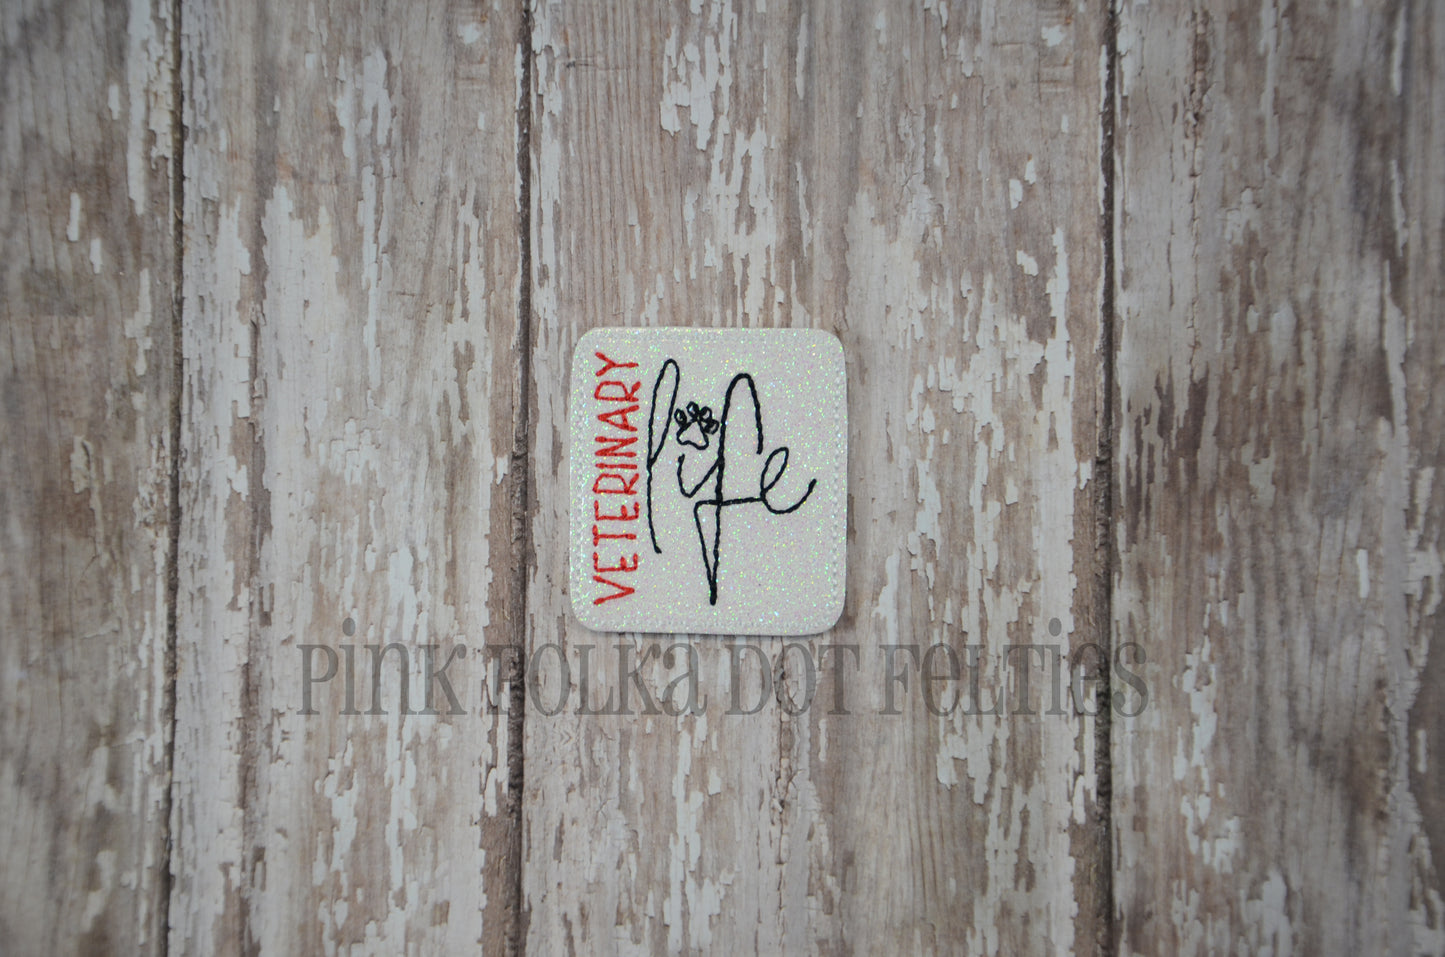 VETERINARY
life
Pink Polka Dot Felties